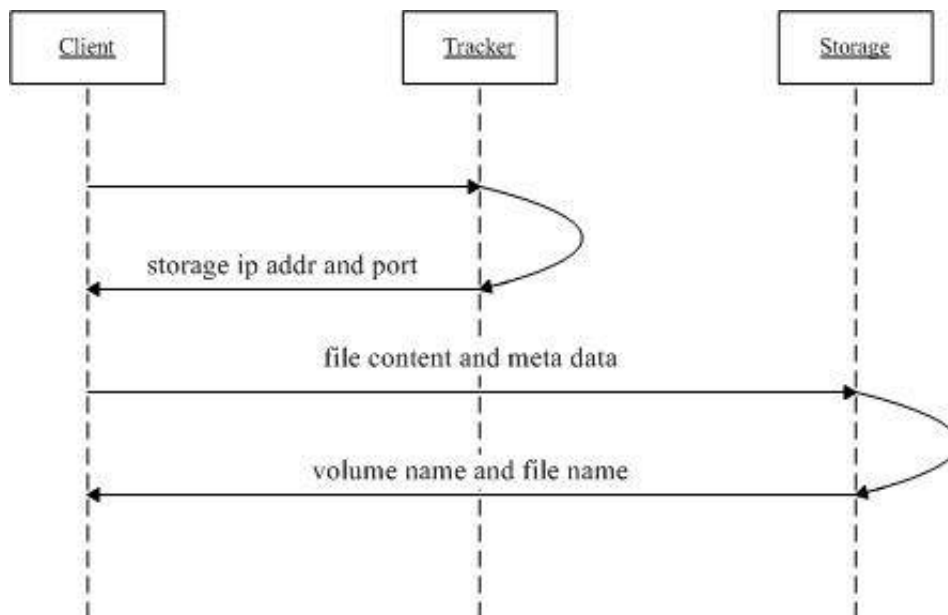 Client
Tracker
Storage
storage ip addr and port
file content and meta data
volume name and file name